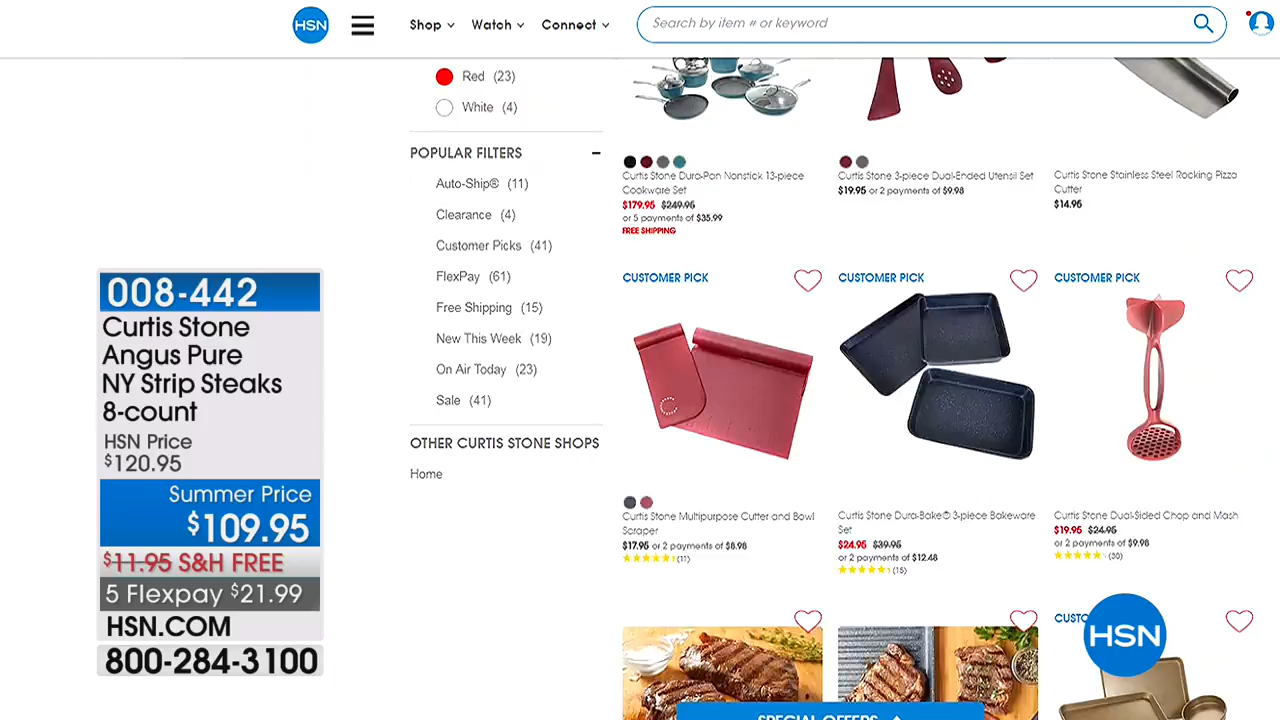 HSN
Shop
Watch
Connect
Search by item # or keyword
Red (23)
White (4)
POPULAR FILTERS
Auto-Ship® (11)
Clearance (4)
Customer Picks (41)
FlexPay (61)
Free Shipping (15)
New This Week (19)
On Air Today (23)
Sale (41)
OTHER CURTIS STONE SHOPS
Home
Curtis Stone Dura-Pan Nonstick 13-piece
Cookware Set
$179.95 $249.95
or 5 payments of $35.99
FREE SHIPPING
Curtis Stone 3-piece Dual-Ended Utensil Set
$19.95 or 2 payments of $9.98
Curtis Stone Stainless Steel Rocking Pizza
Cutter
$14.95
CUSTOMER PICK
Curtis Stone Multipurpose Cutter and Bowl
Scraper
$17.95 or 2 payments of $8.98
(11)
CUSTOMER PICK
Curtis Stone Dura-Bake® 3-piece Bakeware
Set
$24.95 $39.95
or 2 payments of $12.48
(15)
CUSTOMER PICK
Curtis Stone Dual-Sided Chop and Mash
$19.95 $24.95
or 2 payments of $9.98
(30)
CUSTO
HSN
SPECIAL OFFERS
008-442
Curtis Stone
Angus Pure
NY Strip Steaks
8-count
HSN Price
$120.95
Summer Price
$109.95
$11.95 S&H FREE
5 Flexpay $21.99
HSN.COM
800-284-3100